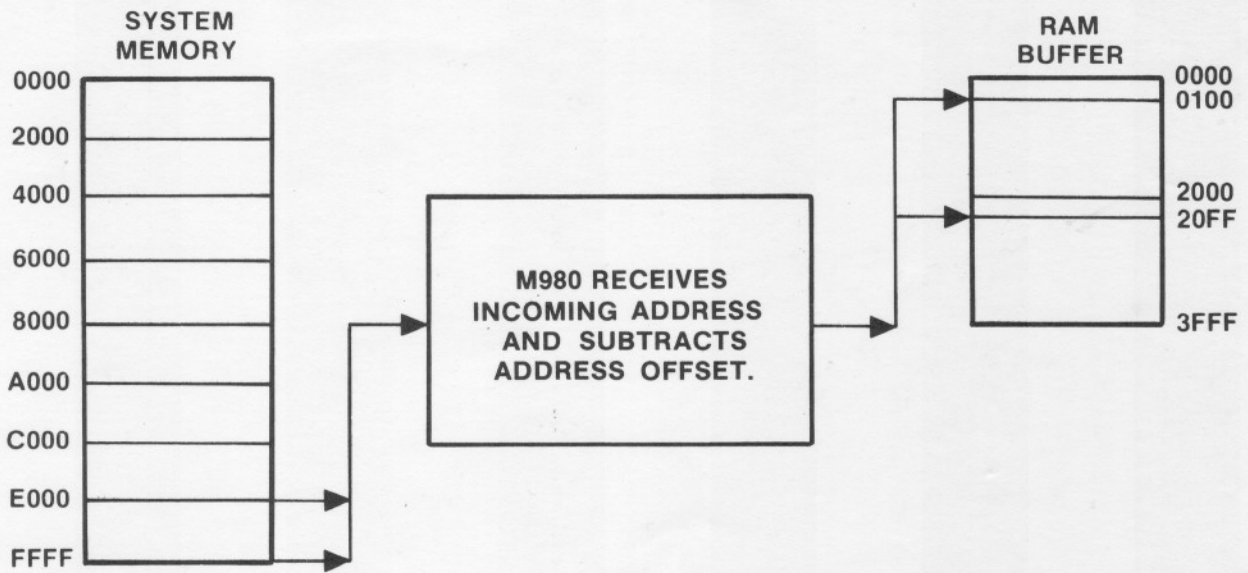 SYSTEM
MEMORY
0000
2000
4000
6000
8000
A000
C000
E000
FFFF
M980 RECEIVES
INCOMING ADDRESS
AND SUBTRACTS
ADDRESS OFFSET.
RAM
BUFFER
0000
0100
2000
20FF
3FFF